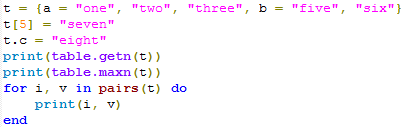 t = {a = "one", "two", "three", b = "five", "six"}
t[5] = "seven"
t.c = "eight"
print(table.getn(t))
print(table.maxn(t))
for i, v in pairs(t) do
    print(i, v)
end